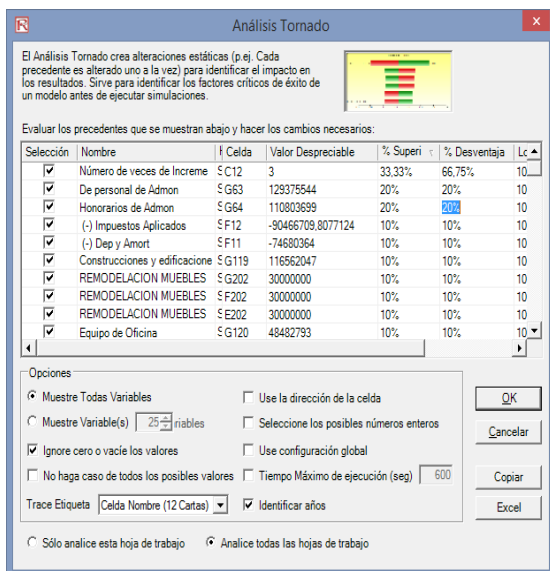 Análisis Tornado
El Análisis Tornado crea alteraciones estáticas (p.ej. Cada
precedente es alterado uno a la vez) para identificar el impacto en
los resultados. Sirve para identificar los factores críticos de éxito de
un modelo antes de ejecutar simulaciones.
Evaluar los precedentes que se muestran abajo y hacer los cambios necesarios:
Selección Nombre Celda Valor Despreciable % Superi % Desventaja Lo
Número de veces de Increme S C12 3 33,33% 66,75% 10
De personal de Admon S G63 129375544 20% 20% 10
Honorarios de Admon S G64 110803699 20% 20% 10
(-) Impuestos Aplicados S F12 -90466709,8077124 10% 10% 10
(-) Dep y Amort S F11 -74680364 10% 10% 10
Construcciones y edificacione S G119 116562047 10% 10% 10
REMODELACION MUEBLES S G202 30000000 10% 10% 10
REMODELACION MUEBLES S F202 30000000 10% 10% 10
REMODELACION MUEBLES S E202 30000000 10% 10% 10
Equipo de Oficina S G120 48482793 10% 10% 10
Opciones
Muestre Todas Variables
Use la dirección de la celda
OK
Muestre Variable(s) 25 riables
Seleccione los posibles números enteros
Cancelar
Ignore cero o vacíe los valores
Use configuración global
No haga caso de todos los posibles valores
Tiempo Máximo de ejecución (seg) 600
Copiar
Trace Etiqueta Celda Nombre (12 Cartas)
Identificar años
Excel
Sólo analice esta hoja de trabajo
Analice todas las hojas de trabajo